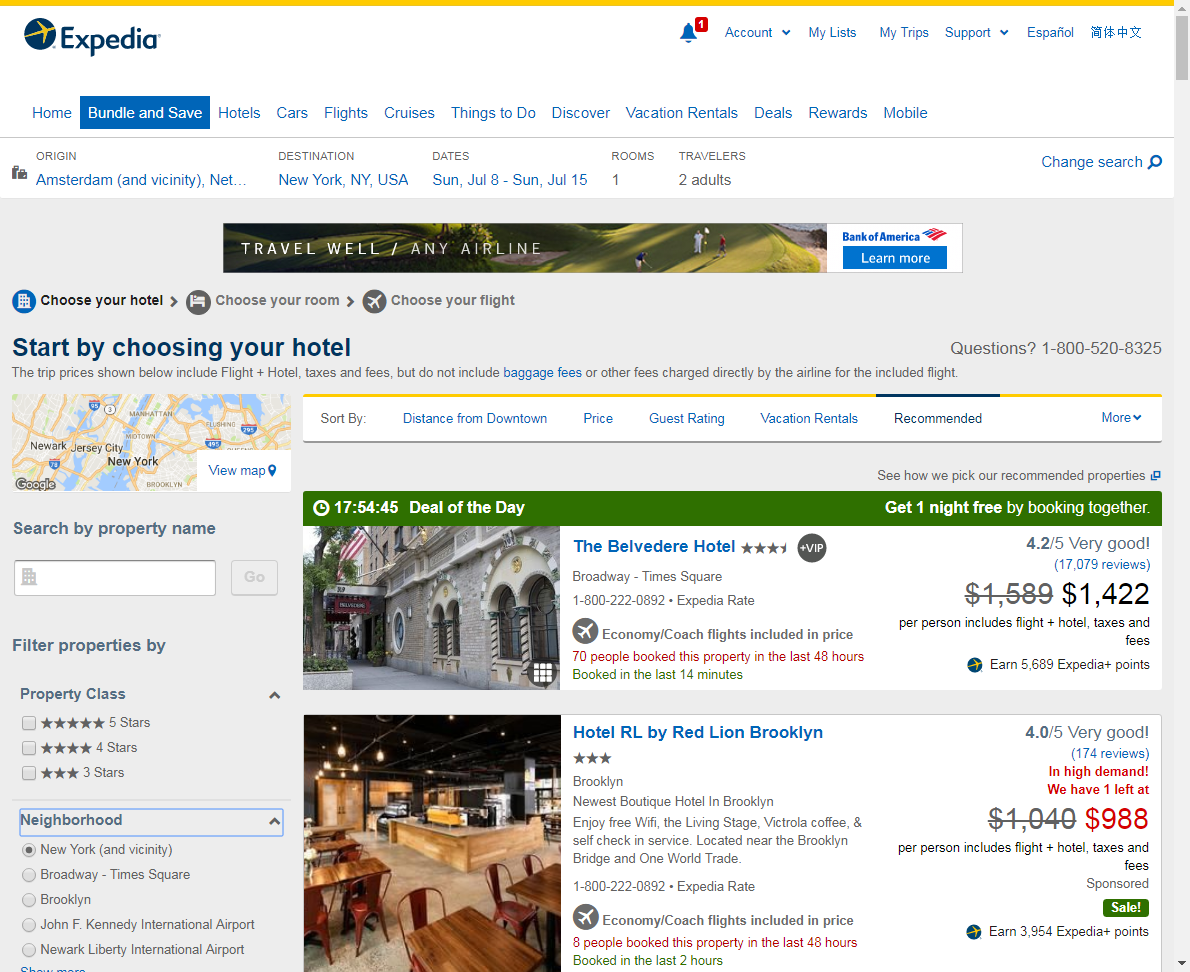 Expedia
1
Account
My Lists
My Trips
Support
Español
简体中文
Home
Bundle and Save
Hotels
Cars
Flights
Cruises
Things to Do
Discover
Vacation Rentals
Deals
Rewards
Mobile
ORIGIN
Amsterdam (and vicinity), Net...
DESTINATION
New York, NY, USA
DATES
Sun, Jul 8 - Sun, Jul 15
ROOMS
1
TRAVELERS
2 adults
Change search
TRAVEL WELL / ANY AIRLINE
Bank of America
Learn more
Choose your hotel
Choose your room
Choose your flight
Start by choosing your hotel
Questions? 1-800-520-8325
The trip prices shown below include Flight + Hotel, taxes and fees, but do not include baggage fees or other fees charged directly by the airline for the included flight.
MANHATTAN
95
3
FLUSHING
295
MIDTOWN
495
Newark
Jersey City
New York
78
BROOKLYN
Google
View map
Sort By:
Distance from Downtown
Price
Guest Rating
Vacation Rentals
Recommended
More
See how we pick our recommended properties
Search by property name
Go
Filter properties by
Property Class
5 Stars
4 Stars
3 Stars
Neighborhood
New York (and vicinity)
Broadway - Times Square
Brooklyn
John F. Kennedy International Airport
Newark Liberty International Airport
Show more
17:54:45 Deal of the Day
Get 1 night free by booking together.
BELVEDERE
The Belvedere Hotel
+VIP
Broadway - Times Square
1-800-222-0892 • Expedia Rate
Economy/Coach flights included in price
70 people booked this property in the last 48 hours
Booked in the last 14 minutes
4.2/5 Very good!
(17,079 reviews)
$1,589 $1,422
per person includes flight + hotel, taxes and
fees
Earn 5,689 Expedia+ points
Hotel RL by Red Lion Brooklyn
Brooklyn
Newest Boutique Hotel In Brooklyn
Enjoy free Wifi, the Living Stage, Victrola coffee, &
self check in service. Located near the Brooklyn
Bridge and One World Trade.
1-800-222-0892 • Expedia Rate
Economy/Coach flights included in price
8 people booked this property in the last 48 hours
Booked in the last 2 hours
4.0/5 Very good!
(174 reviews)
In high demand!
We have 1 left at
$1,040 $988
per person includes flight + hotel, taxes and
fees
Sponsored
Sale!
Earn 3,954 Expedia+ points